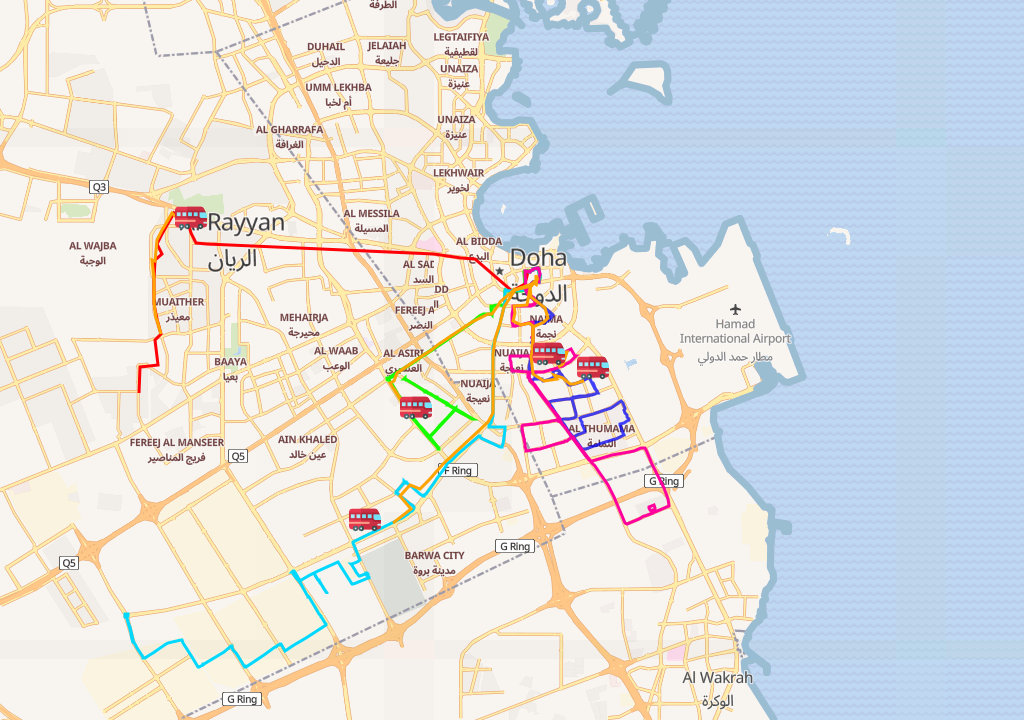 الطرفة
LEGTAIFIYA
لقطيفية
DUHAIL
الدحيل
JELAIAH
جليعة
UNAIZA
عنيزة
UMM LEKHBA
أم لخبا
UNAIZA
عنيزة
AL GHARRAFA
الغرافة
LEKHWAIR
لخوير
Q3
AL MESSILA
المسيلة
Rayyan
الريان
AL WAJBA
الوجبة
AL BIDDA
البدع
Doha
الدوحة
AL SAD
السد
DD
MUAITHER
معيذر
MEHAIRJA
محيرجة
FEREEJ A
النصر
NAJMA
نجمة
Hamad
International Airport
مطار حمد الدولي
BAAYA
بعيا
AL WAAB
الوعب
AL ASIRI
العسيري
NUAIJA
نعيجة
NUAIJA
نعيجة
FEREEJ AL MANSEER
فريج المناصير
Q5
AIN KHALED
عين خالد
AL THUMAMA
الثمامة
F Ring
G Ring
G Ring
BARWA CITY
مدينة بروة
Q5
Al Wakrah
الوكرة
G Ring